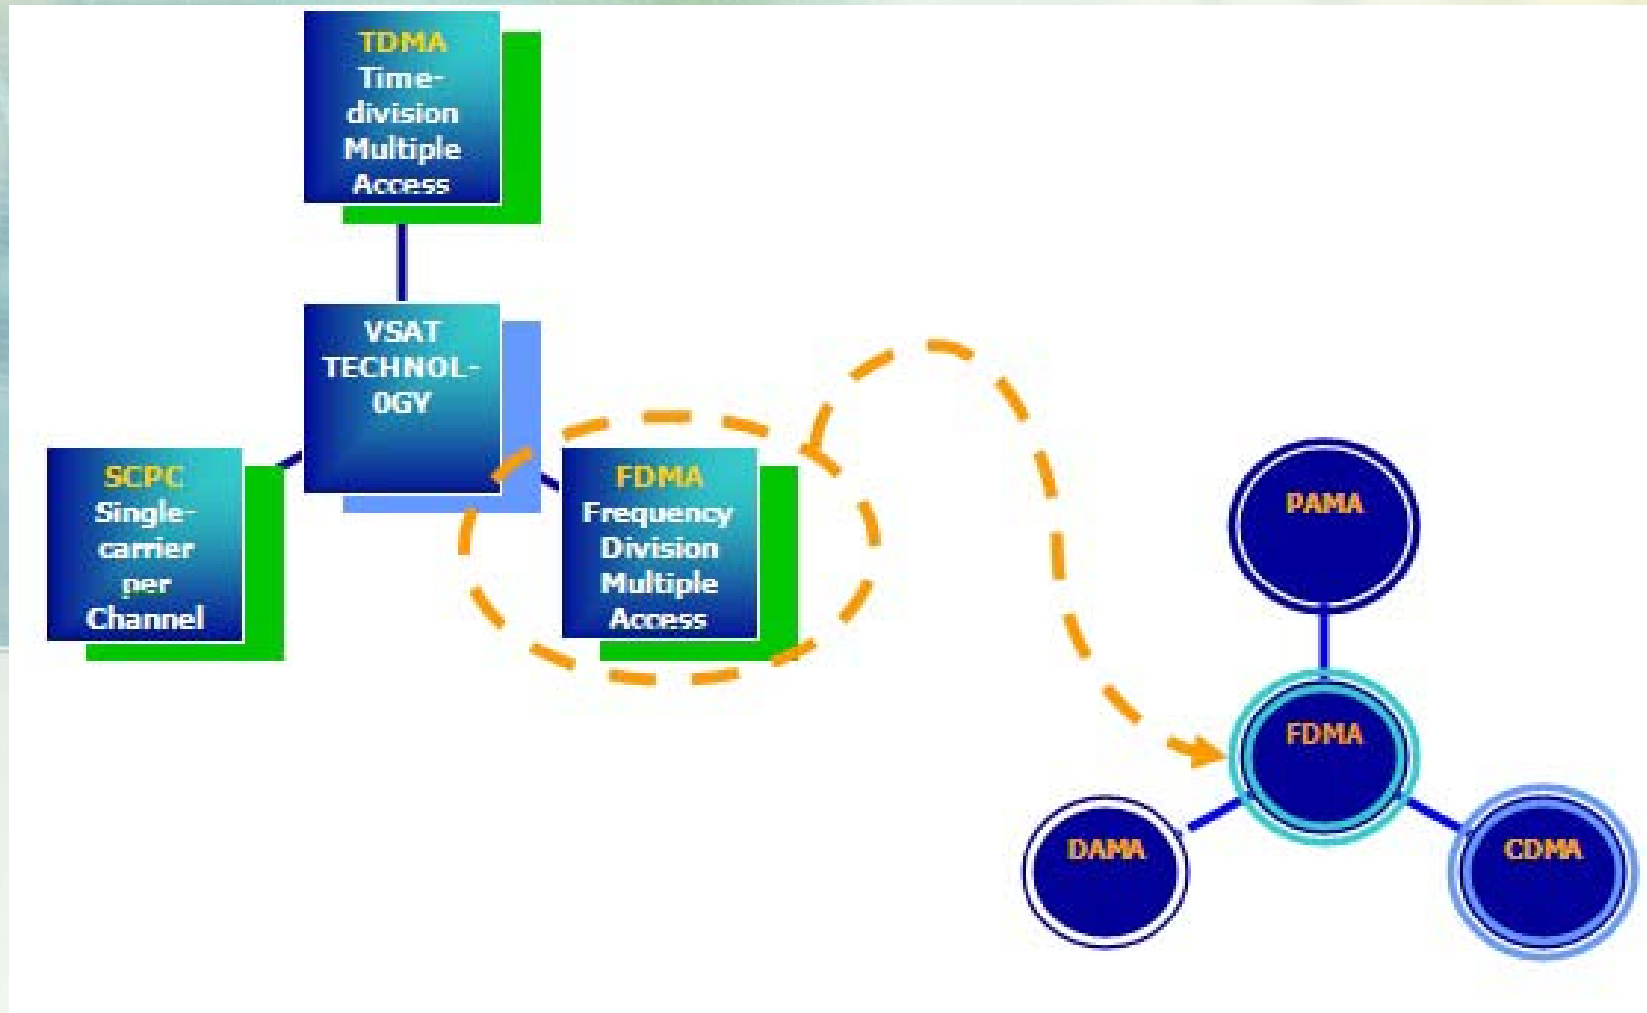 TDMA
Time-
division
Multiple
Access
VSAT
TECHNOL-
0GY
SCPC
Single-
carrier
per
Channel
FDMA
Frequency
Division
Multiple
Access
PAMA
FDMA
DAMA
CDMA